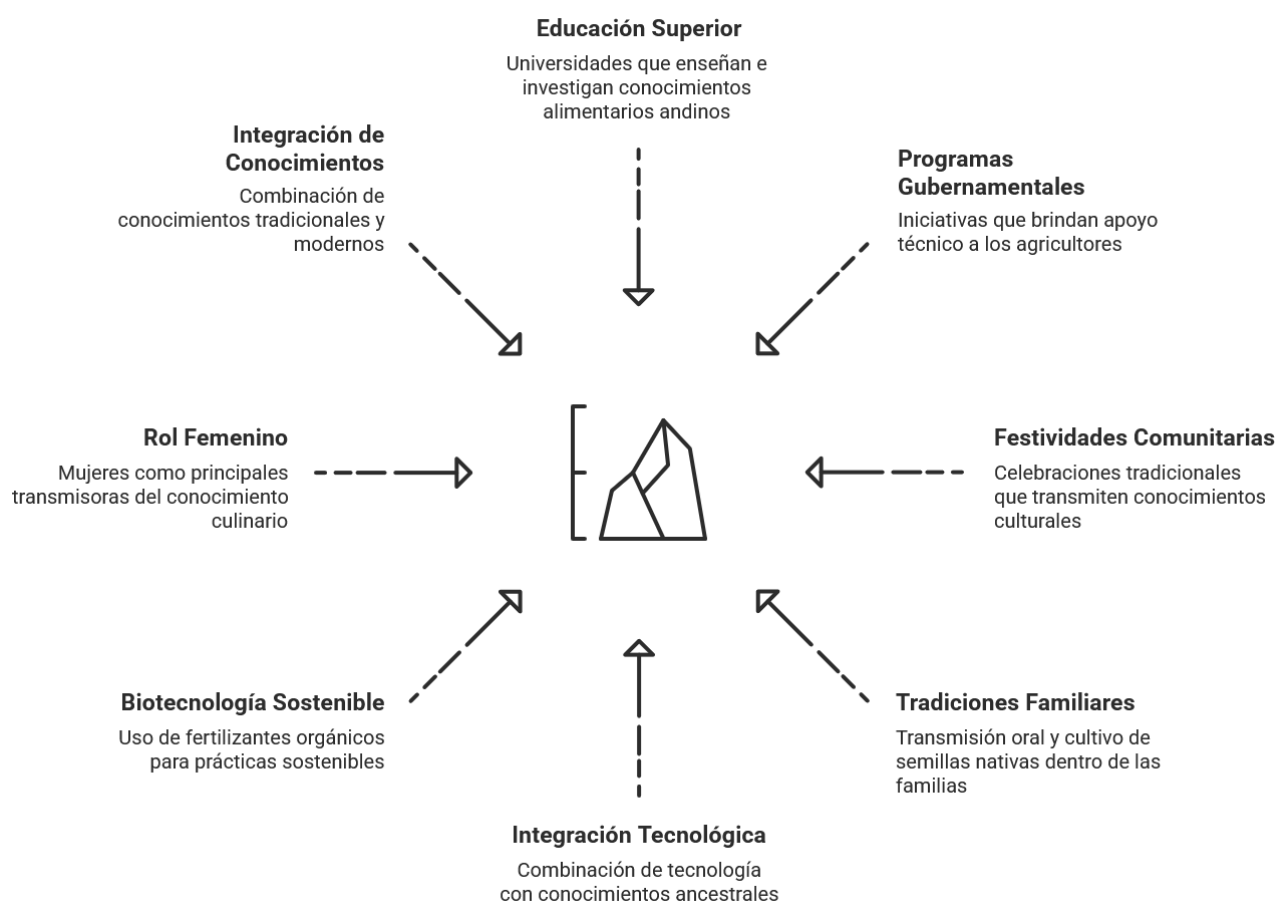 Educación Superior
Universidades que enseñan e
investigan conocimientos
alimentarios andinos
Integración de
Conocimientos
Combinación de
conocimientos tradicionales y
modernos
Programas
Gubernamentales
Iniciativas que brindan apoyo
técnico a los agricultores
Rol Femenino
Mujeres como principales
transmisoras del conocimiento
culinario
Festividades Comunitarias
Celebraciones tradicionales
que transmiten conocimientos
culturales
Biotecnología Sostenible
Uso de fertilizantes orgánicos
para prácticas sostenibles
Tradiciones Familiares
Transmisión oral y cultivo de
semillas nativas dentro de las
familias
Integración Tecnológica
Combinación de tecnología
con conocimientos ancestrales